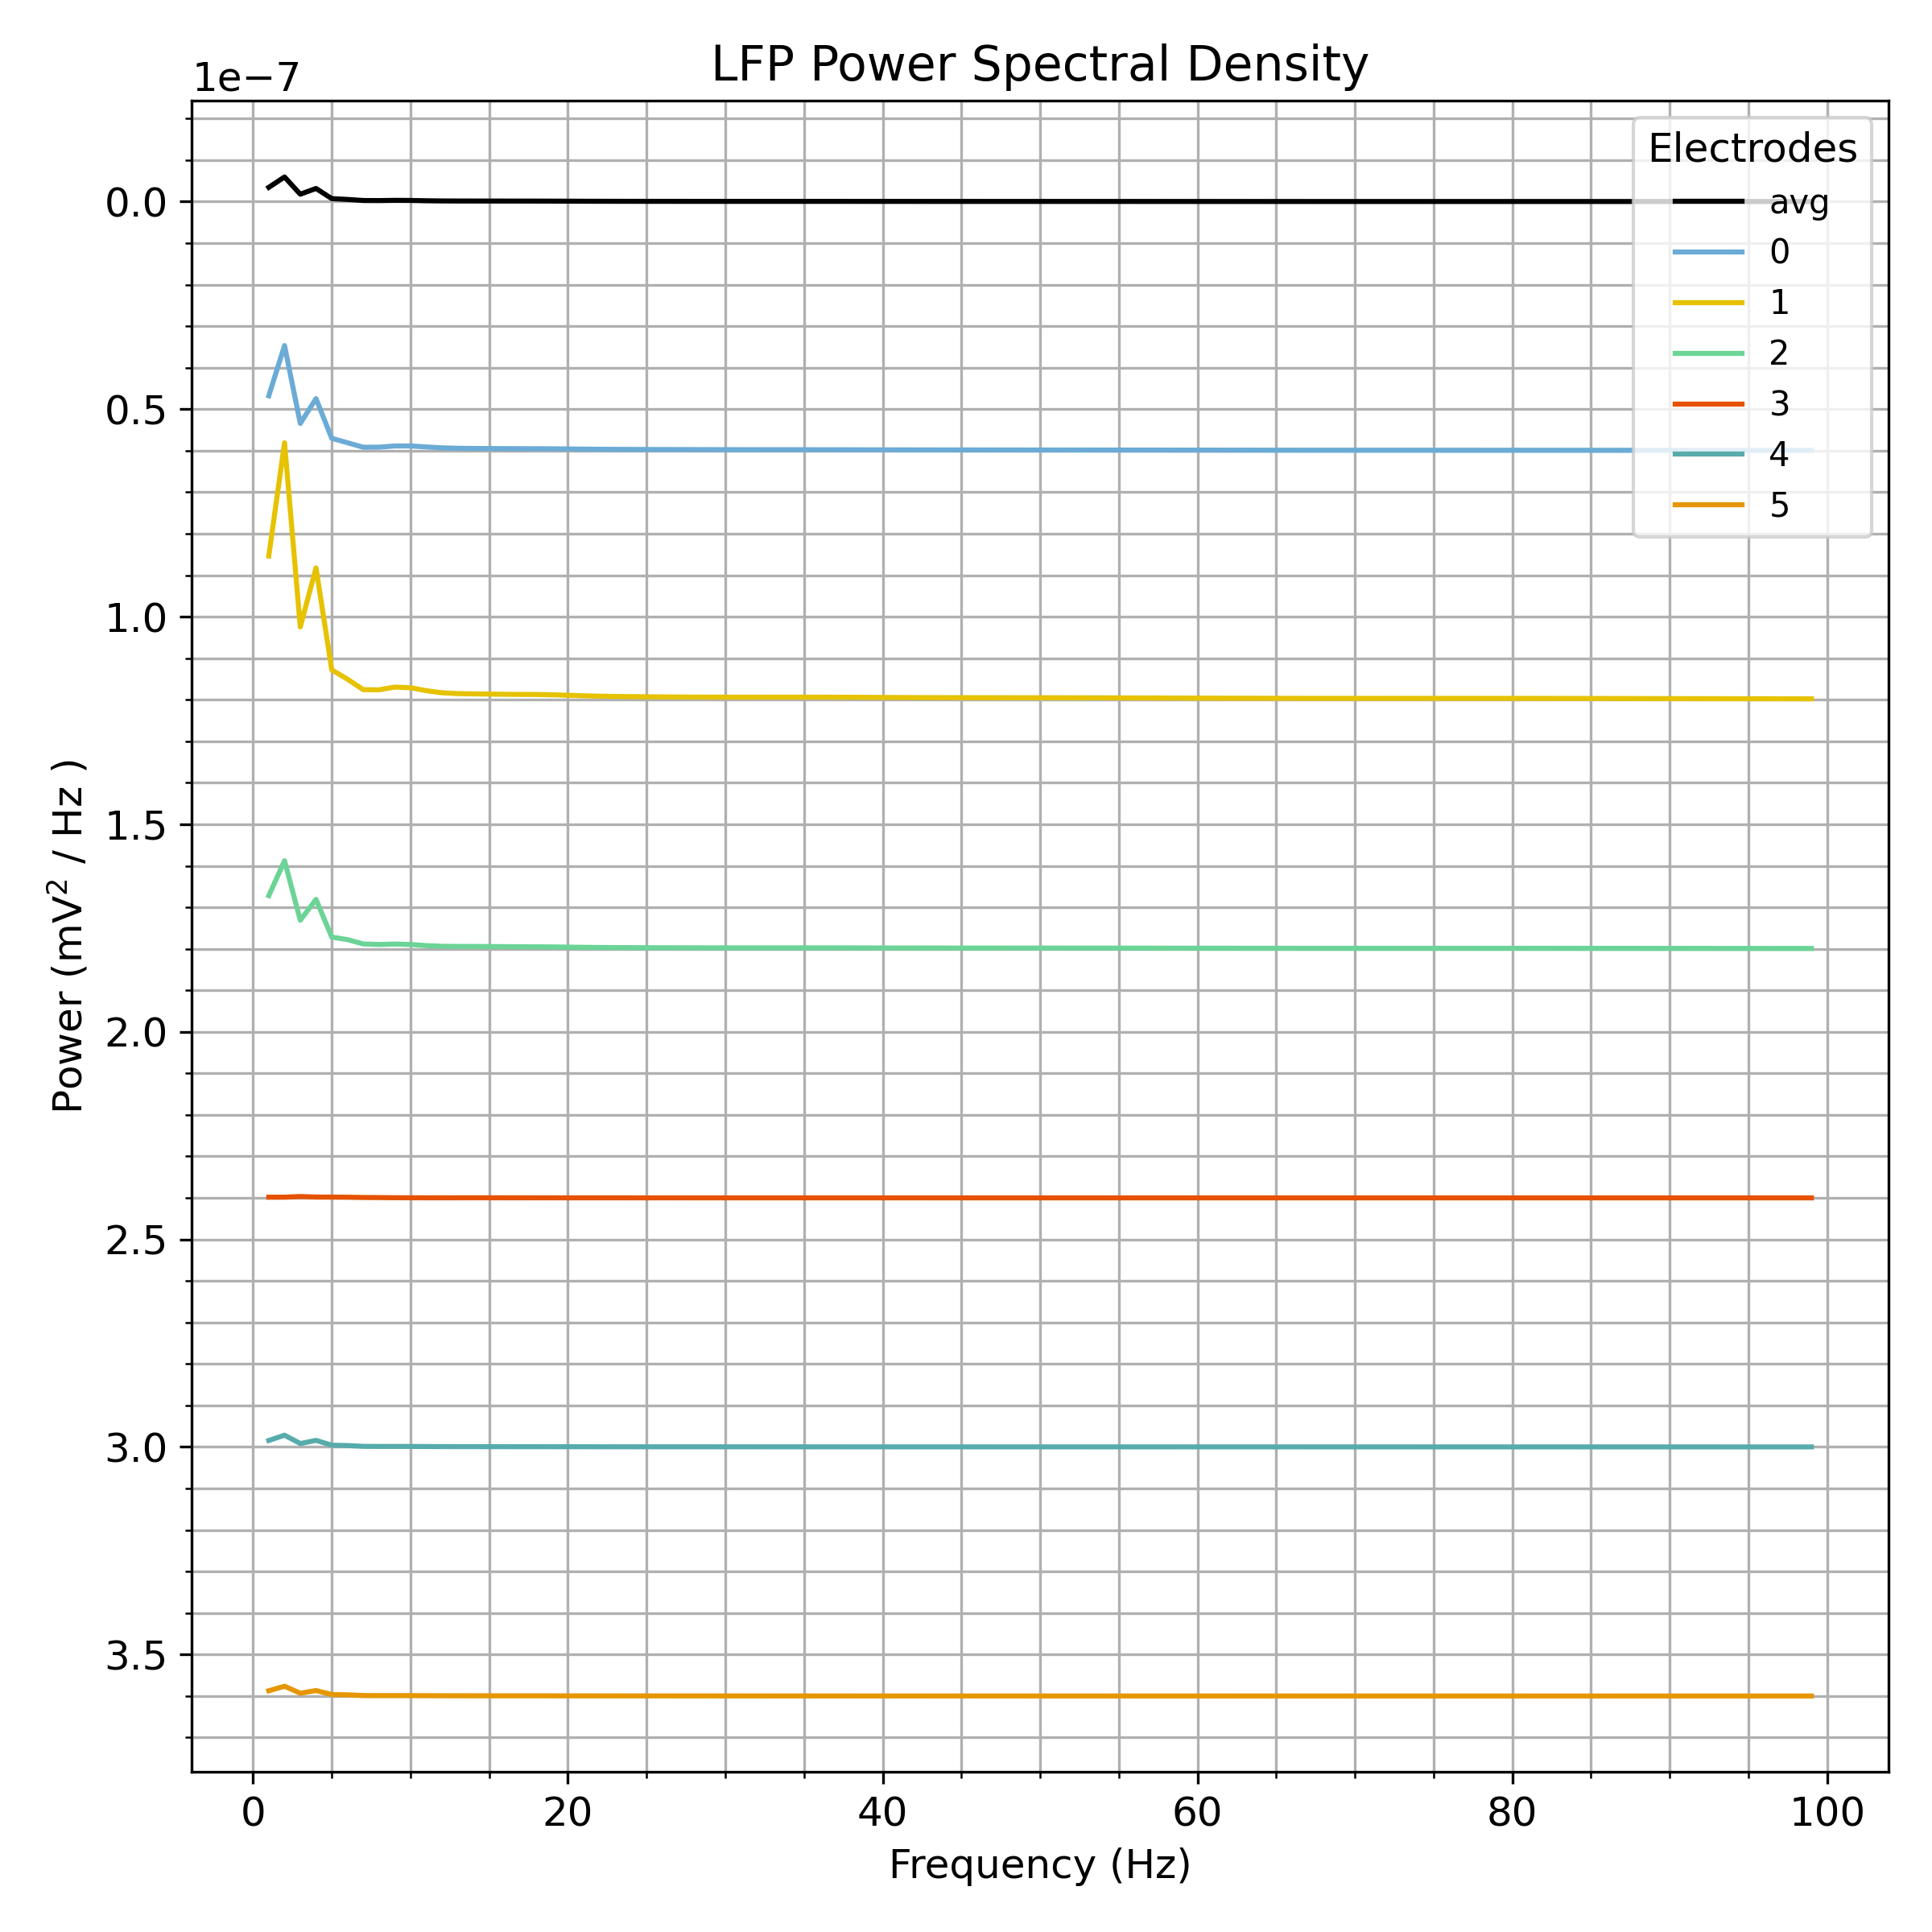 LFP Power Spectral Density
1e−7
0.0
0.5
1.0
1.5
2.0
2.5
3.0
3.5
Power (mV² / Hz )
0 20 40 60 80 100
Frequency (Hz)
Electrodes
avg
0
1
2
3
4
5